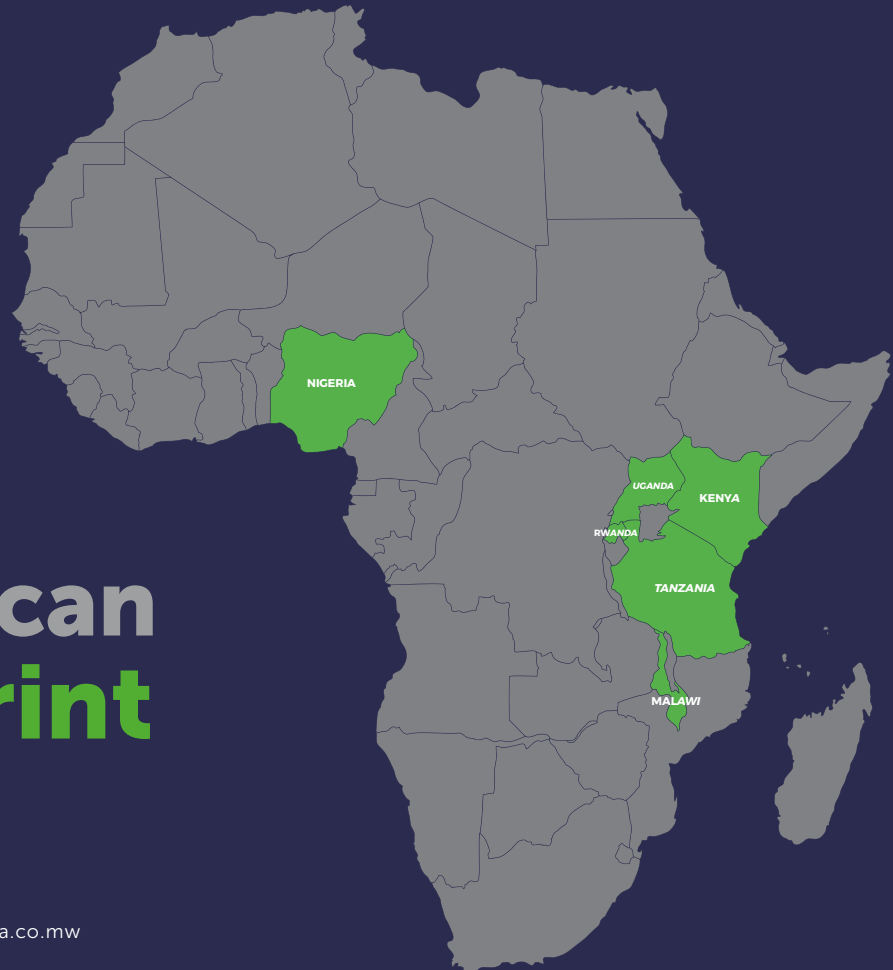 NIGERIA
UGANDA
KENYA
RWANDA
TANZANIA
can
rint
MALAWI
a.co.mw